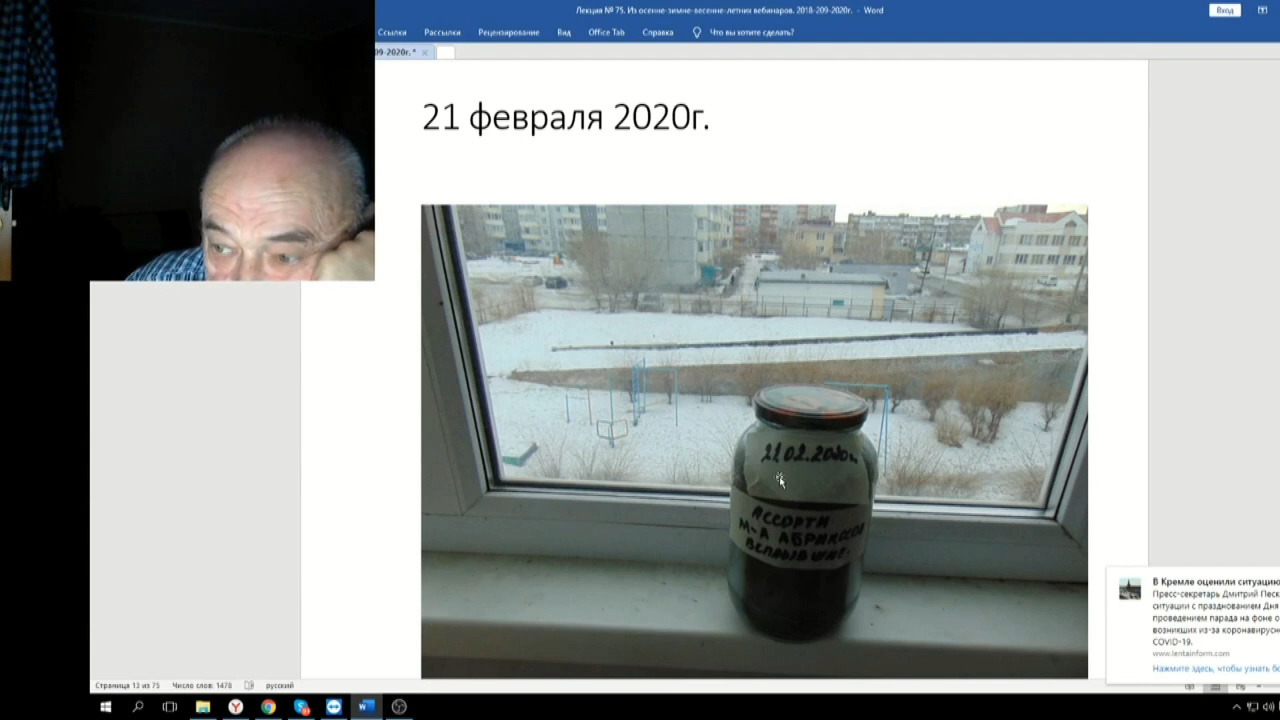 Лекция № 75. Из осенне-зимне-весенне-летних вебинаров. 2018-209-2020г. - Word
Вход
Ссылки Рассылки Рецензирование Вид Office Tab Справка Что вы хотите сделать?
09-2020г. *
21 февраля 2020г.
21.02.2020г.
АССОРТИ
М-А АБРИКОСОВ
ВСПЛЫВШИЕ.
В Кремле оценили ситуацию
Пресс-секретарь Дмитрий Песк
ситуации с празднованием Дня
проведением парада на фоне о
возникших из-за коронавирусн
COVID-19.
www.lentainform.com
Нажмите здесь, чтобы узнать бо
Страница 13 из 75 Число слов: 1478 русский